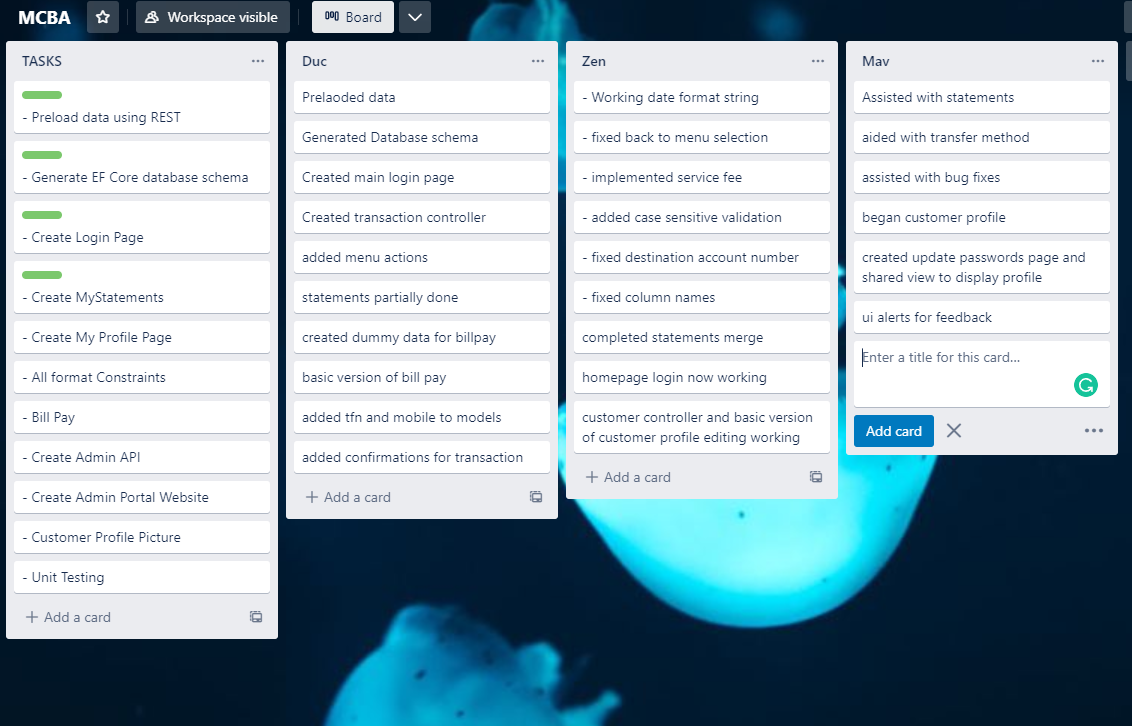 MCBA
Workspace visible
Board
TASKS
- Preload data using REST
- Generate EF Core database schema
- Create Login Page
- Create MyStatements
- Create My Profile Page
- All format Constraints
- Bill Pay
- Create Admin API
- Create Admin Portal Website
- Customer Profile Picture
- Unit Testing
+ Add a card
Duc
Prelaoded data
Generated Database schema
Created main login page
Created transaction controller
added menu actions
statements partially done
created dummy data for billpay
basic version of bill pay
added tfn and mobile to models
added confirmations for transaction
+ Add a card
Zen
- Working date format string
- fixed back to menu selection
- implemented service fee
- added case sensitive validation
- fixed destination account number
- fixed column names
completed statements merge
homepage login now working
customer controller and basic version
of customer profile editing working
+ Add a card
Mav
Assisted with statements
aided with transfer method
assisted with bug fixes
began customer profile
created update passwords page and
shared view to display profile
ui alerts for feedback
Enter a title for this card...
Add card